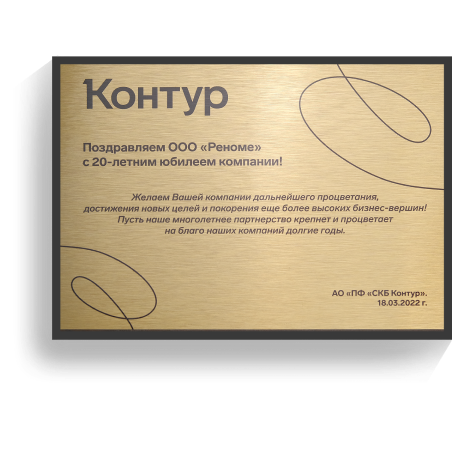 Контур
Поздравляем ООО «Реноме»
с 20-летним юбилеем компании!
Желаем Вашей компании дальнейшего процветания,
достижения новых целей и покорения еще более высоких бизнес-вершин!
Пусть наше многолетнее партнерство крепнет и процветает
на благо наших компаний долгие годы.
АО «ПФ «СКБ Контур».
18.03.2022 г.